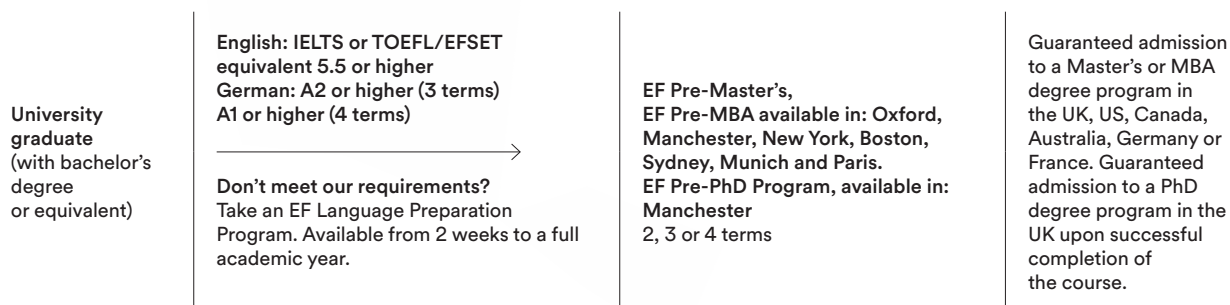 University
graduate
(with bachelor's
degree
or equivalent)
English: IELTS or TOEFL/EFSET
equivalent 5.5 or higher
German: A2 or higher (3 terms)
A1 or higher (4 terms)
Don’t meet our requirements?
Take an EF Language Preparation
Program. Available from 2 weeks to a full
academic year.
EF Pre-Master’s,
EF Pre-MBA available in: Oxford,
Manchester, New York, Boston,
Sydney, Munich and Paris.
EF Pre-PhD Program, available in:
Manchester
2, 3 or 4 terms
Guaranteed admission
to a Master’s or MBA
degree program in
the UK, US, Canada,
Australia, Germany or
France. Guaranteed
admission to a PhD
degree program in the
UK upon successful
completion of
the course.